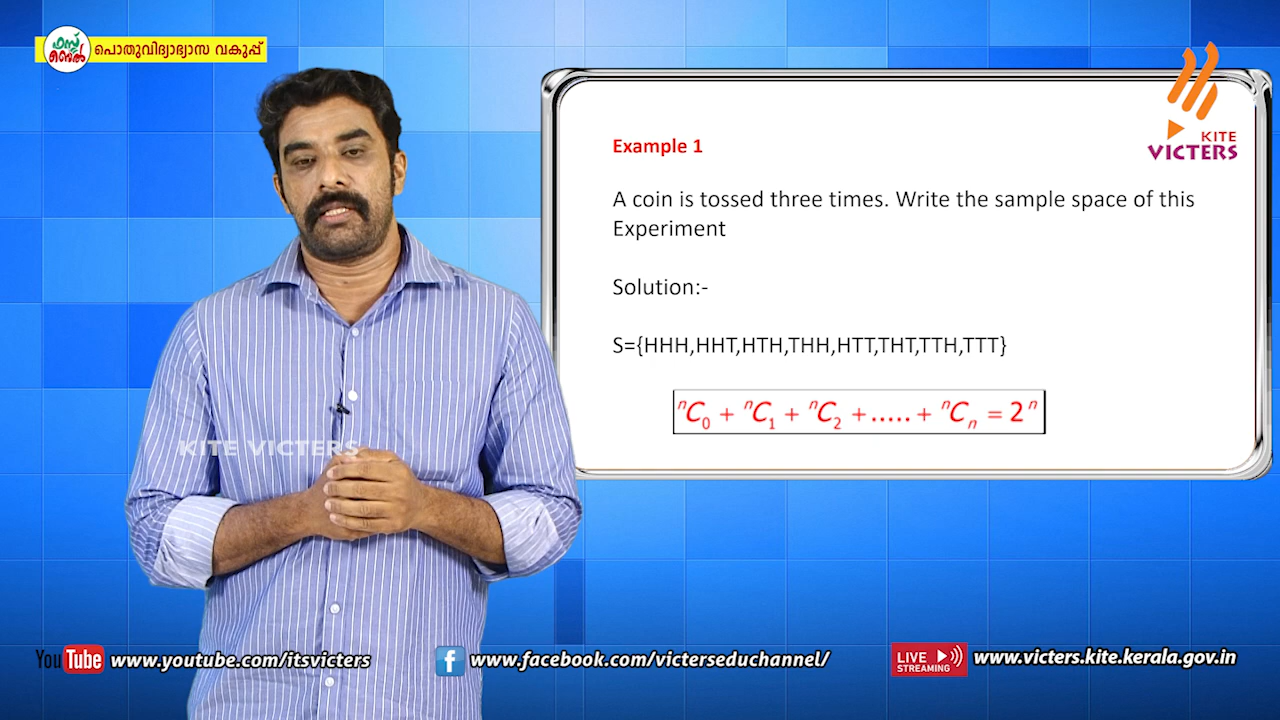 ഫസ്റ്റ്
ബെൽ
പൊതുവിദ്യാഭ്യാസ വകുപ്പ്
KITE
VICTERS
Example 1
A coin is tossed three times. Write the sample space of this
Experiment
Solution:-
S={HHH,HHT,HTH,THH,HTT,THT,TTH,TTT}
ⁿC₀ + ⁿC₁ + ⁿC₂ + ..... + ⁿCₙ = 2ⁿ
KITE VICTERS
YouTube www.youtube.com/itsvicters
f www.facebook.com/victerseduchannel/
LIVE
STREAMING
www.victers.kite.kerala.gov.in